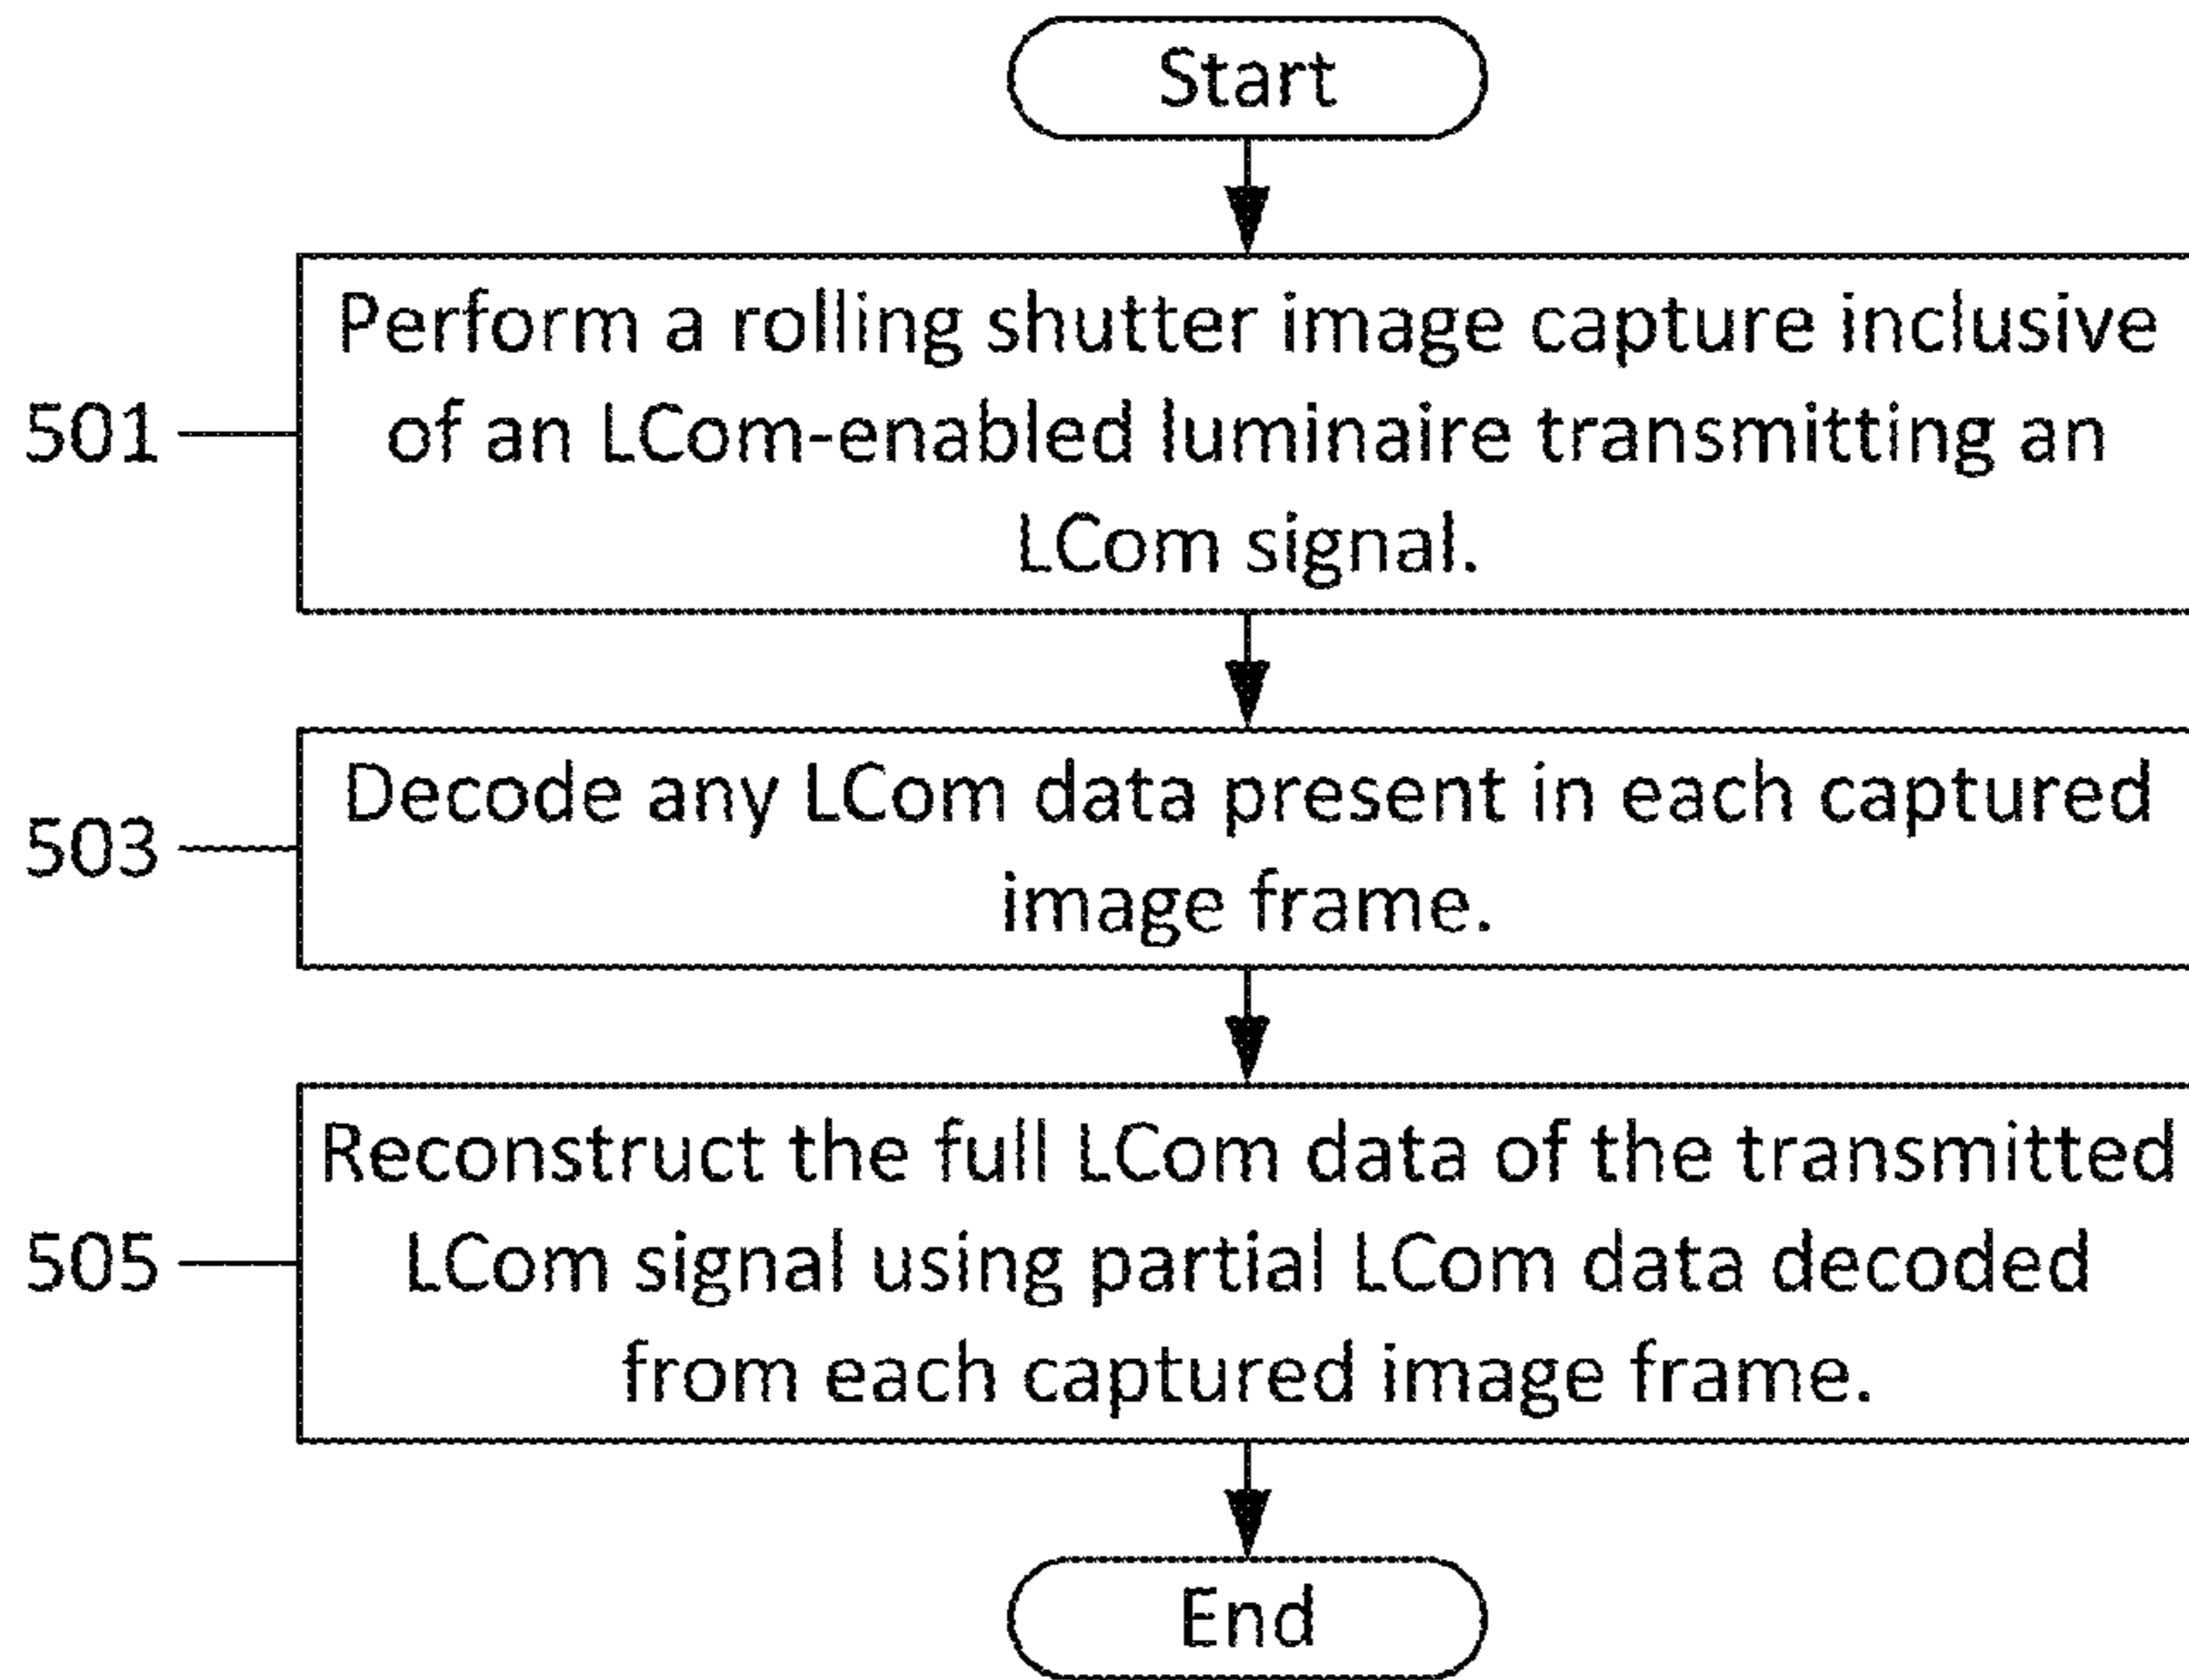 Start
501
Perform a rolling shutter image capture inclusive
of an LCom-enabled luminaire transmitting an
LCom signal.
503
Decode any LCom data present in each captured
image frame.
505
Reconstruct the full LCom data of the transmitted
LCom signal using partial LCom data decoded
from each captured image frame.
End